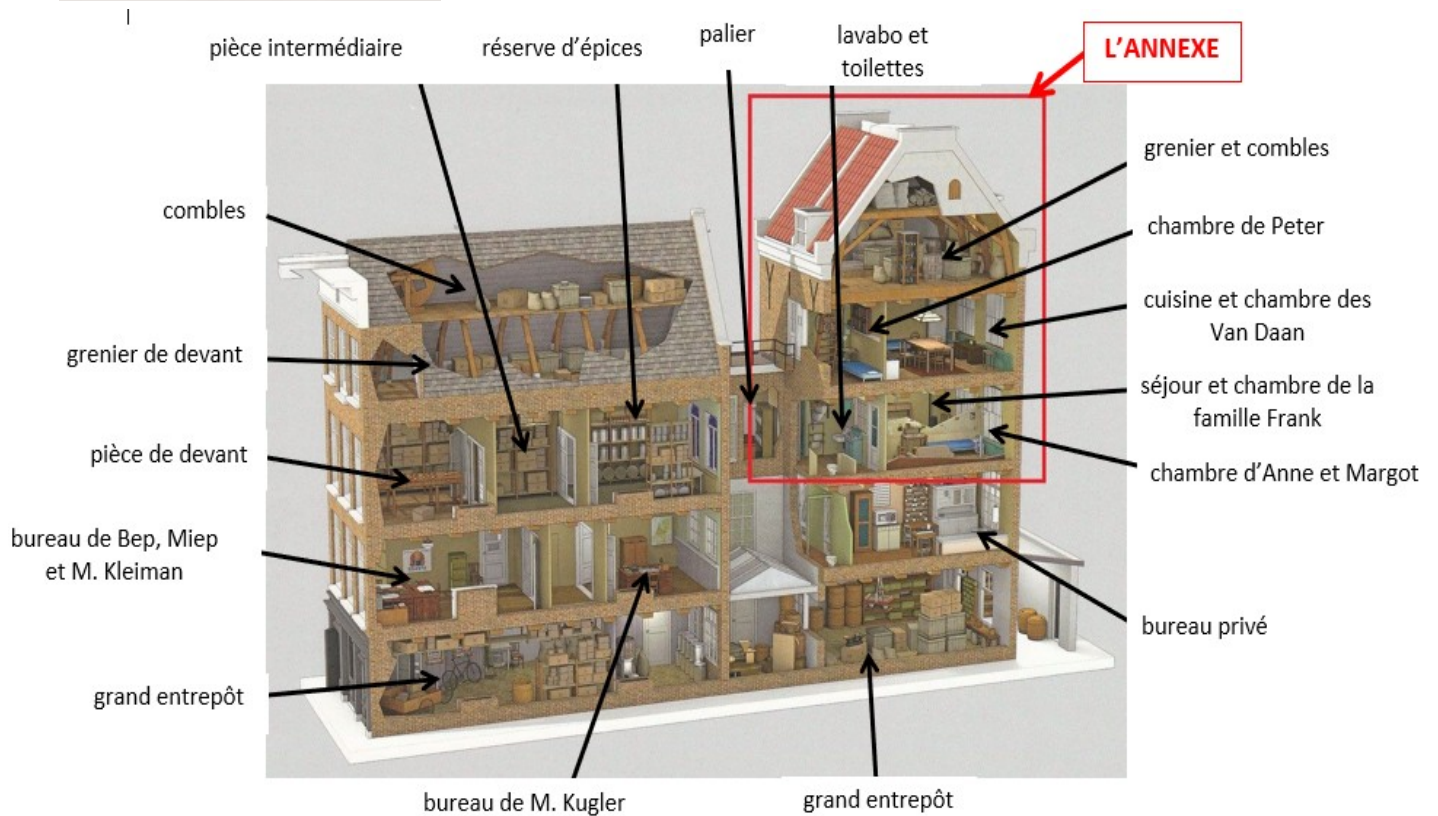 pièce intermédiaire
réserve d'épices
palier
lavabo et
toilettes
L'ANNEXE
combles
grenier de devant
pièce de devant
bureau de Bep, Miep
et M. Kleiman
grand entrepôt
grenier et combles
chambre de Peter
cuisine et chambre des
Van Daan
séjour et chambre de la
famille Frank
chambre d'Anne et Margot
bureau privé
bureau de M. Kugler
grand entrepôt